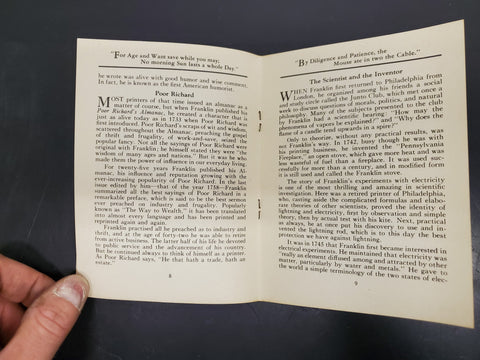 "For Age and Want save while you may;
No morning Sun lasts a whole Day."
he wrote was alive with good humor and wise comment.
In fact, he is known as the first American humorist.
Poor Richard
MOST printers of that time issued an almanac as a
matter of course, but when Franklin published his
Poor Richard's Almanac, he created a character that is
just as alive today as in 1733 when Poor Richard was
first introduced. Poor Richard's scraps of wit and wisdom,
scattered throughout the Almanac, preaching the gospel
of thrift and frugality, of work-and-save, seized the
popular fancy. Not all the sayings of Poor Richard were
original with Franklin; he himself stated they were "the
wisdom of many ages and nations." But it was he who
made them the power of influence in our everyday living.
For twenty-five years Franklin published his Al-
manac, his influence and reputation growing with the
ever-increasing popularity of Poor Richard. In the last
issue edited by him—that of the year 1758—Franklin
summarized all the best sayings of Poor Richard in a
remarkable preface, which is said to be the best sermon
ever preached on industry and frugality. Popularly
known as "The Way to Wealth," it has been translated
into almost every language and has been printed and
reprinted again and again.
Franklin practised all he preached as to industry and
thrift; and at the age of forty-two he was able to retire
from active business. The latter half of his life he devoted
to public service and the advancement of his country.
But he continued always to think of himself as a printer.
As Poor Richard says, "He that hath a trade, hath an
estate."
8
"By Diligence and Patience, the
Mouse ate in two the Cable."
The Scientist and the Inventor
WHEN Franklin first returned to Philadelphia from
London, he organized among his friends a social
and study circle called the Junto Club, which met once a
week to discuss questions of morals, politics, and natural
philosophy. Many of the subjects presented to the club
by Franklin had a scientific bearing: "How may the
phenomena of vapors be explained?" and "Why does the
flame of a candle tend upwards in a spire?"
Only to theorize, without any practical results, was
not Franklin's way. In 1742, busy though he was with
his printing business, he invented the "Pennsylvania
Fireplace," an open stove, which gave more heat and was
less wasteful of fuel than a fireplace. It was used suc-
cessfully for more than a century, and in modified form
it is still used and called the Franklin stove.
The story of Franklin's experiments with electricity
is one of the most thrilling and amazing in scientific
investigation. Here was a retired printer of Philadelphia,
who, casting aside the complicated formulas and elabo-
rate theories of other scientists, proved the identity of
lightning and electricity, first by observation and simple
theory, then by actual test with his kite. Next, practical
as always, he at once put his discovery to use and in-
vented the lightning rod, which is to this day the best
protection we have against lightning.
It was in 1745 that Franklin first became interested in
electrical experiments. He maintained that electricity was
"really an element diffused among and attracted by other
matter, particularly by water and metals." He gave to
the world a simple terminology of the two states of elec-
9